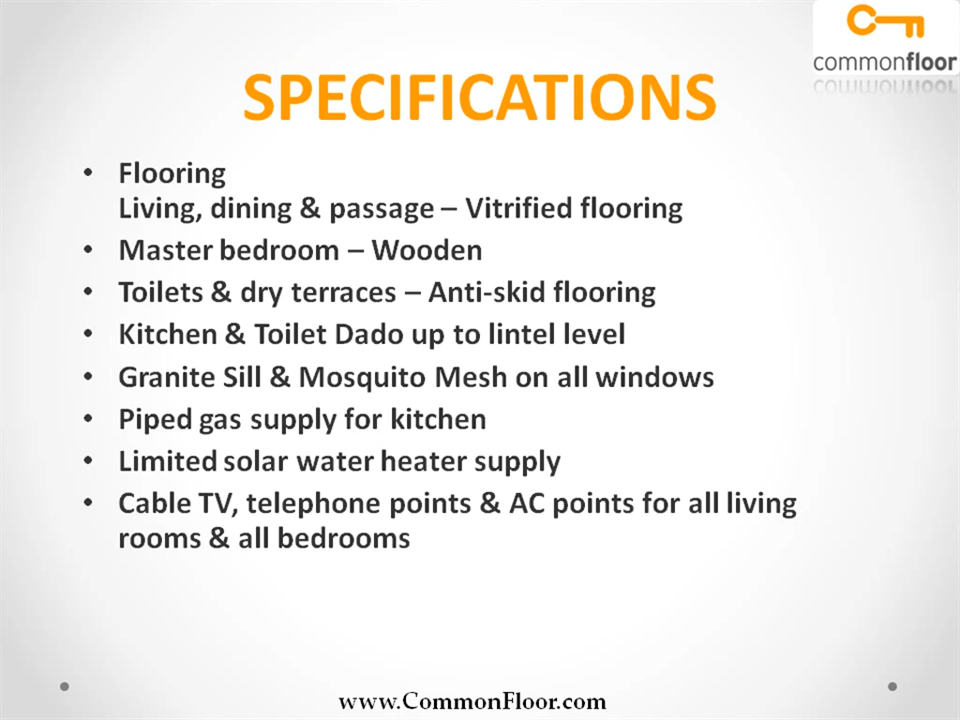 commonfloor
SPECIFICATIONS
• Flooring
Living, dining & passage – Vitrified flooring
• Master bedroom – Wooden
• Toilets & dry terraces – Anti-skid flooring
• Kitchen & Toilet Dado up to lintel level
• Granite Sill & Mosquito Mesh on all windows
• Piped gas supply for kitchen
• Limited solar water heater supply
• Cable TV, telephone points & AC points for all living
rooms & all bedrooms
www.CommonFloor.com